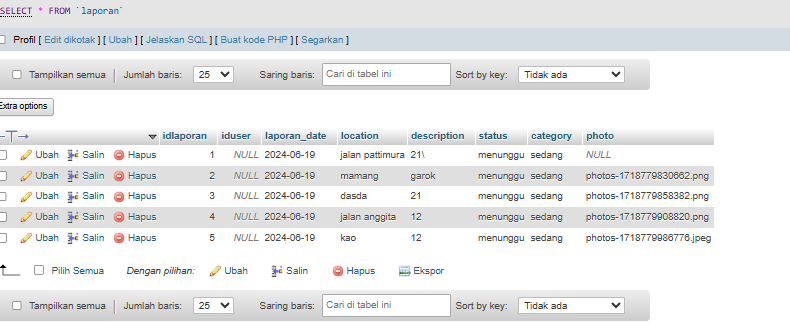 SELECT * FROM `laporan`
Profil [ Edit dikotak ] [ Ubah ] [ Jelaskan SQL ] [ Buat kode PHP ] [ Segarkan ]
Tampilkan semua Jumlah baris: 25 Saring baris: Cari di tabel ini Sort by key: Tidak ada
Extra options
idlaporan iduser laporan_date location description status category photo
Ubah Salin Hapus 1 NULL 2024-06-19 jalan pattimura 21\ menunggu sedang NULL
Ubah Salin Hapus 2 NULL 2024-06-19 mamang garok menunggu sedang photos-1718779830662.png
Ubah Salin Hapus 3 NULL 2024-06-19 dasda 21 menunggu sedang photos-1718779858382.png
Ubah Salin Hapus 4 NULL 2024-06-19 jalan anggita 12 menunggu sedang photos-1718779908820.png
Ubah Salin Hapus 5 NULL 2024-06-19 kao 12 menunggu sedang photos-1718779986776.jpeg
Pilih Semua Dengan pilihan: Ubah Salin Hapus Ekspor
Tampilkan semua Jumlah baris: 25 Saring baris: Cari di tabel ini Sort by key: Tidak ada